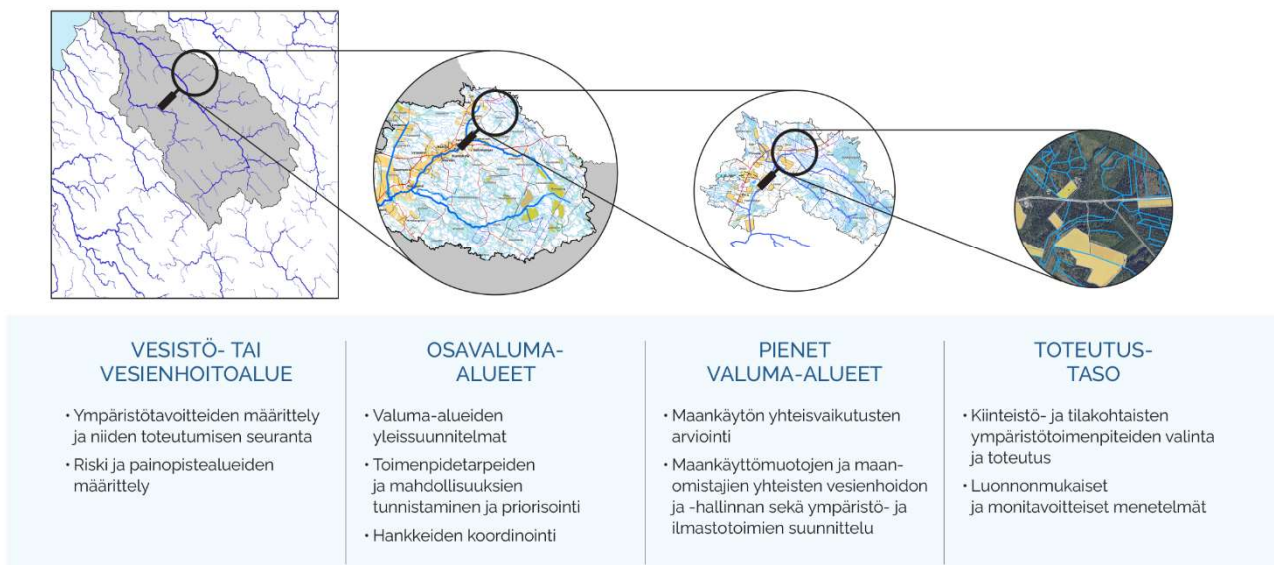 VESISTÖ- TAI
VESIENHOITOALUE
• Ympäristötavoitteiden määrittely
ja niiden toteutumisen seuranta
• Riski ja painopistealueiden
määrittely
OSAVALUMA-
ALUEET
• Valuma-alueiden
yleissuunnitelmat
• Toimenpidetarpeiden
ja mahdollisuuksien
tunnistaminen ja priorisointi
• Hankkeiden koordinointi
PIENET
VALUMA-ALUEET
• Maankäytön yhteisvaikutusten
arviointi
• Maankäyttömuotojen ja maan-
omistajien yhteisten vesienhoidon
ja -hallinnan sekä ympäristö- ja
ilmastotoimien suunnittelu
TOTEUTUS-
TASO
• Kiinteistö- ja tilakohtaisten
ympäristötoimenpiteiden valinta
ja toteutus
• Luonnonmukaiset
ja monitavoitteiset menetelmät